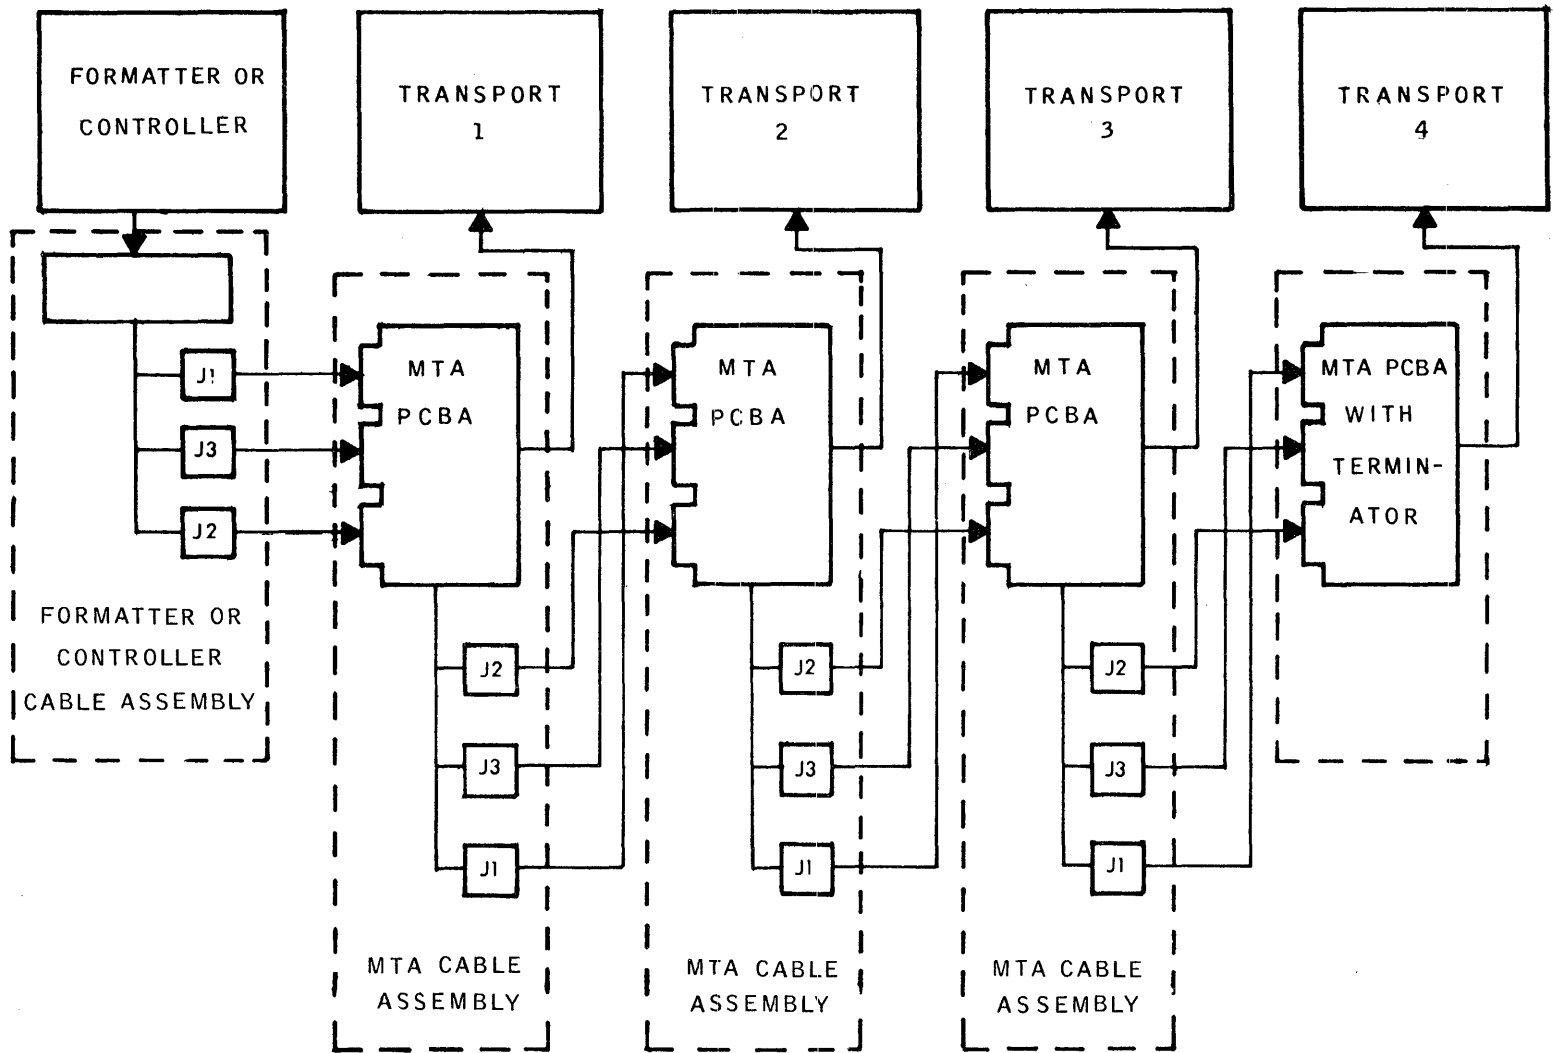 FORMATTER OR
CONTROLLER
TRANSPORT
1
TRANSPORT
2
TRANSPORT
3
TRANSPORT
4
J1
J3
J2
FORMATTER OR
CONTROLLER
CABLE ASSEMBLY
MTA
PCBA
J2
J3
J1
MTA CABLE
ASSEMBLY
MTA
PCBA
J2
J3
J1
MTA CABLE
ASSEMBLY
MTA
PCBA
J2
J3
J1
MTA CABLE
ASSEMBLY
MTA PCBA
WITH
TERMIN-
ATOR